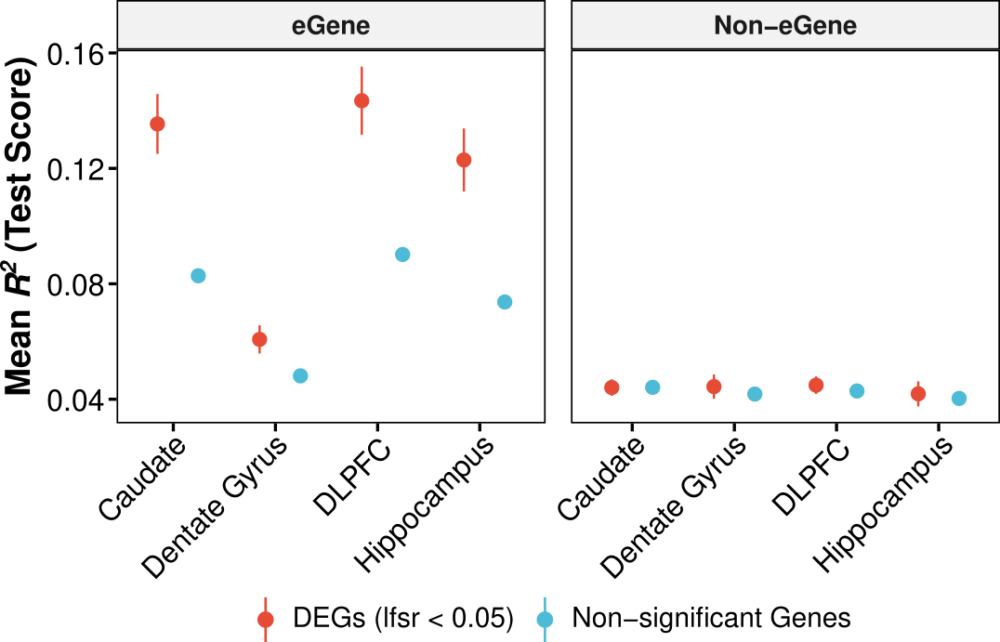 eGene
Non−eGene
Mean R² (Test Score)
0.16
0.12
0.08
0.04
Caudate
Dentate Gyrus
DLPFC
Hippocampus
Caudate
Dentate Gyrus
DLPFC
Hippocampus
DEGs (lfsr < 0.05)
Non−significant Genes